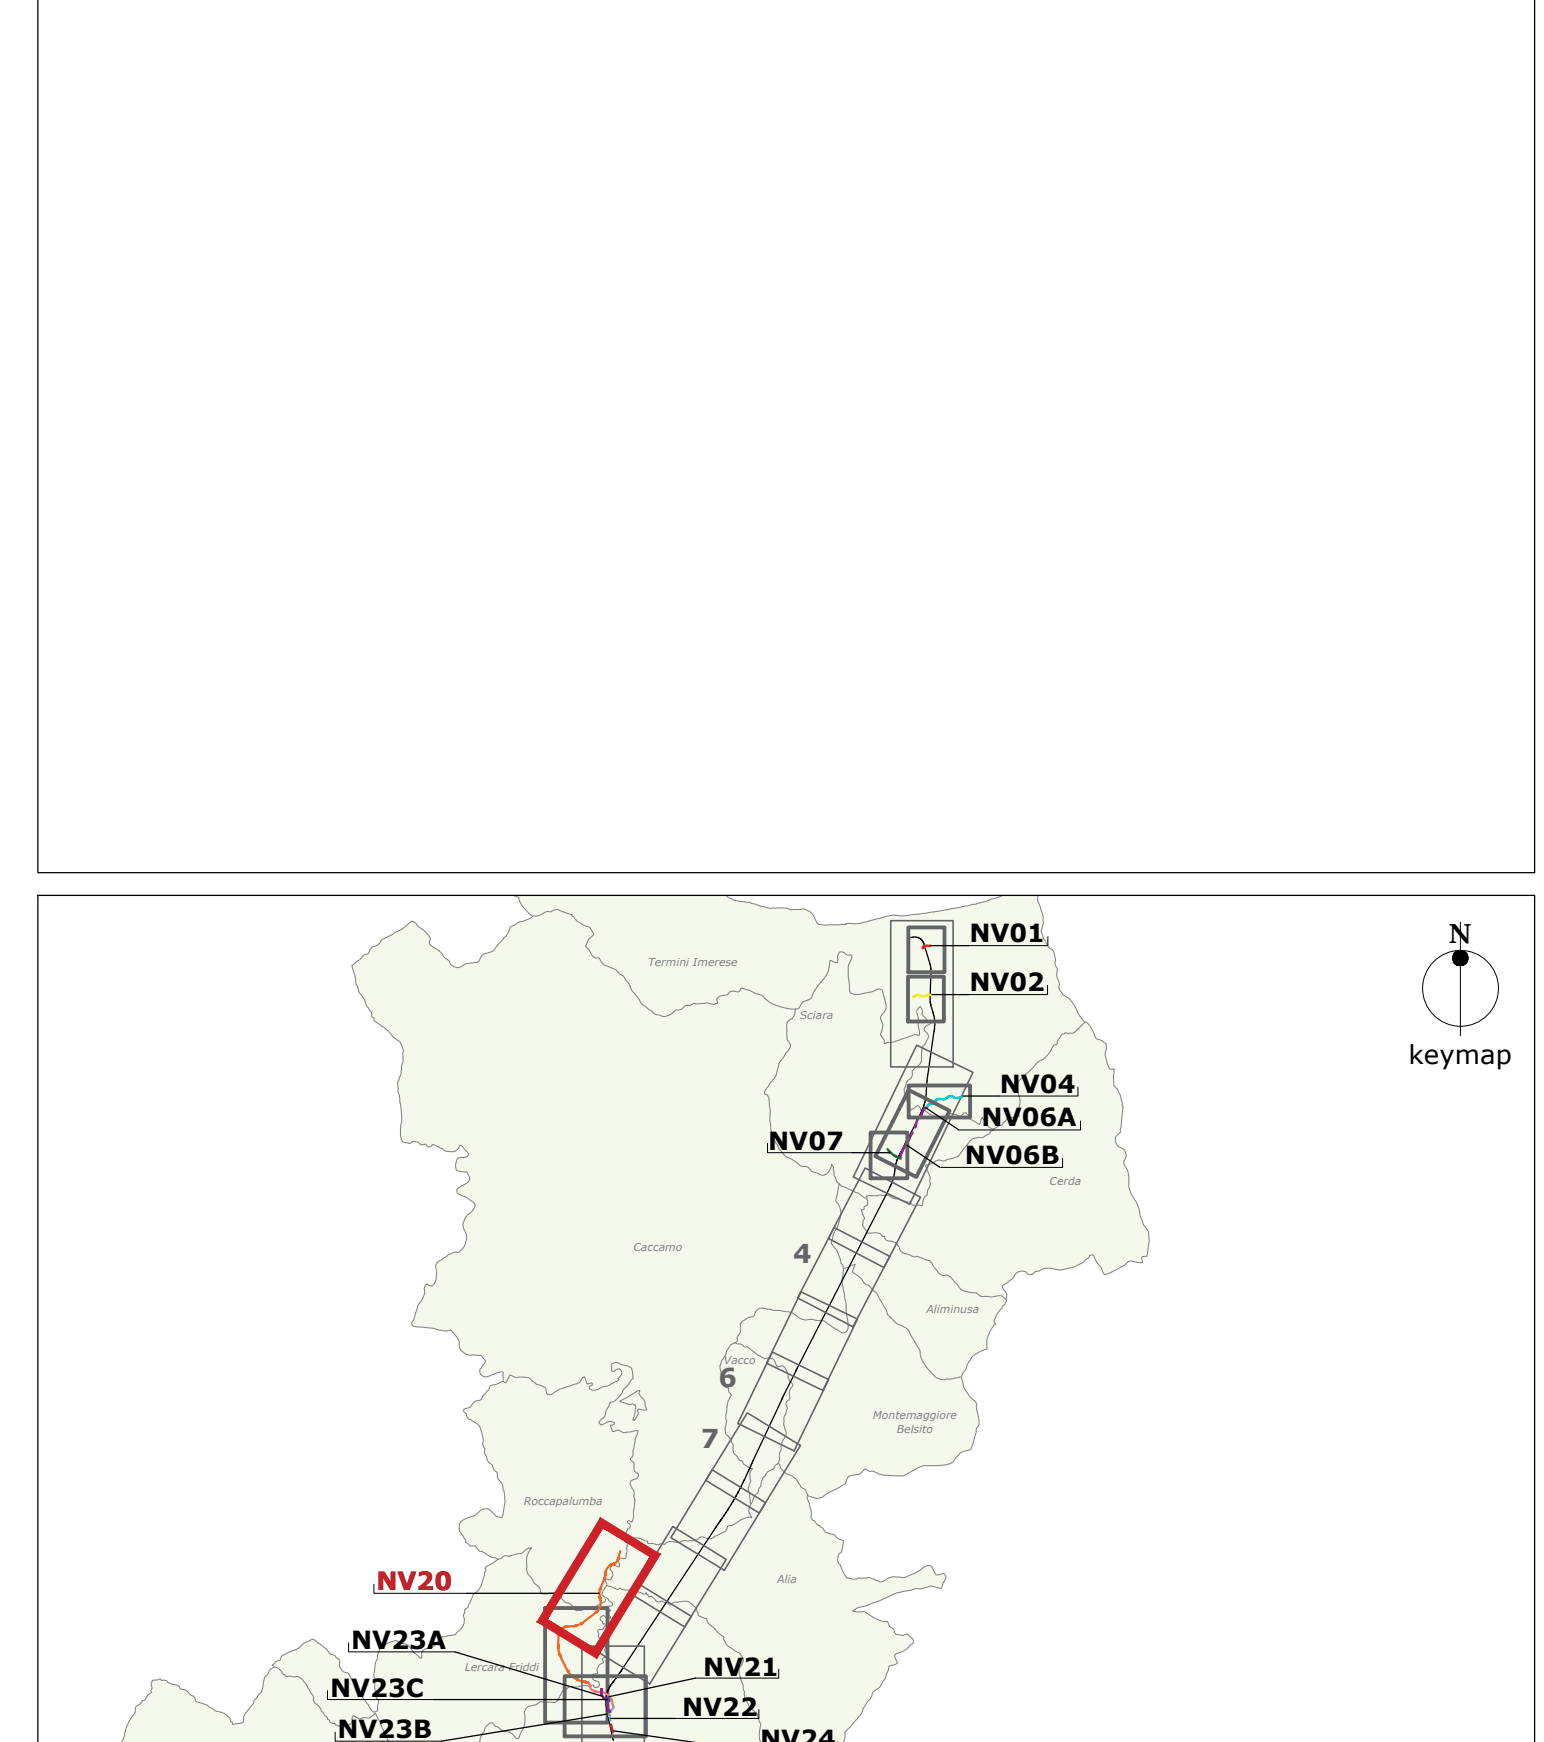 NV01
N
Termini Imerese
NV02
Sciara
keymap
NV04
NV06A
NV07
NV06B
Cerda
Caccamo
4
Aliminusa
Vacco
6
Montemaggiore
Belsito
7
Roccapalumba
Alia
NV20
NV23A
Lercara Friddi
NV21
NV23C
NV22
NV23B
NV24